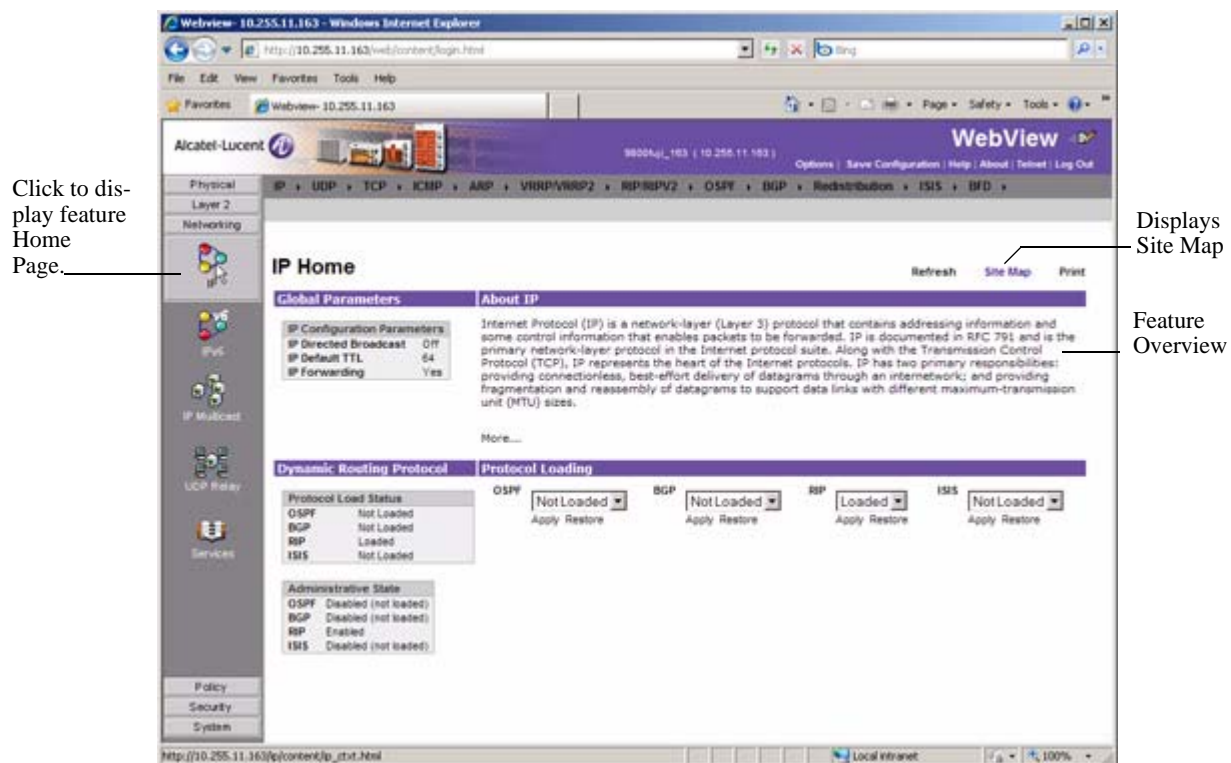 Webview- 10.255.11.163 - Windows Internet Explorer
http://10.255.11.163/web/content/login.html
Bing
File Edit View Favorites Tools Help
Favorites Webview- 10.255.11.163
Page Safety Tools
Alcatel-Lucent
WebView
( 10.255.11.163 )
Options | Save Configuration | Help | About | Telnet | Log Out
Physical
Layer 2
Networking
IP UDP TCP ICMP ARP VRRP/VRRP2 RIP/RIPV2 OSPF BGP Redistribution ISIS BFD
Click to dis-
play feature
Home
Page.
Displays
Site Map
Feature
Overview
IP
IPv6
IP Multicast
UDP Relay
Services
Policy
Security
System
IP Home
Refresh Site Map Print
Global Parameters
IP Configuration Parameters
IP Directed Broadcast Off
IP Default TTL 64
IP Forwarding Yes
About IP
Internet Protocol (IP) is a network-layer (Layer 3) protocol that contains addressing information and
some control information that enables packets to be forwarded. IP is documented in RFC 791 and is the
primary network-layer protocol in the Internet protocol suite. Along with the Transmission Control
Protocol (TCP), IP represents the heart of the Internet protocols. IP has two primary responsibilities:
providing connectionless, best-effort delivery of datagrams through an internetwork; and providing
fragmentation and reassembly of datagrams to support data links with different maximum-transmission
unit (MTU) sizes.
More....
Dynamic Routing Protocol
Protocol Load Status
OSPF Not Loaded
BGP Not Loaded
RIP Loaded
ISIS Not Loaded
Administrative State
OSPF Disabled (not loaded)
BGP Disabled (not loaded)
RIP Enabled
ISIS Disabled (not loaded)
Protocol Loading
OSPF Not Loaded BGP Not Loaded RIP Loaded ISIS Not Loaded
Apply Restore Apply Restore Apply Restore Apply Restore
http://10.255.11.163/ip/content/ip_ctxt.html
Local intranet
100%